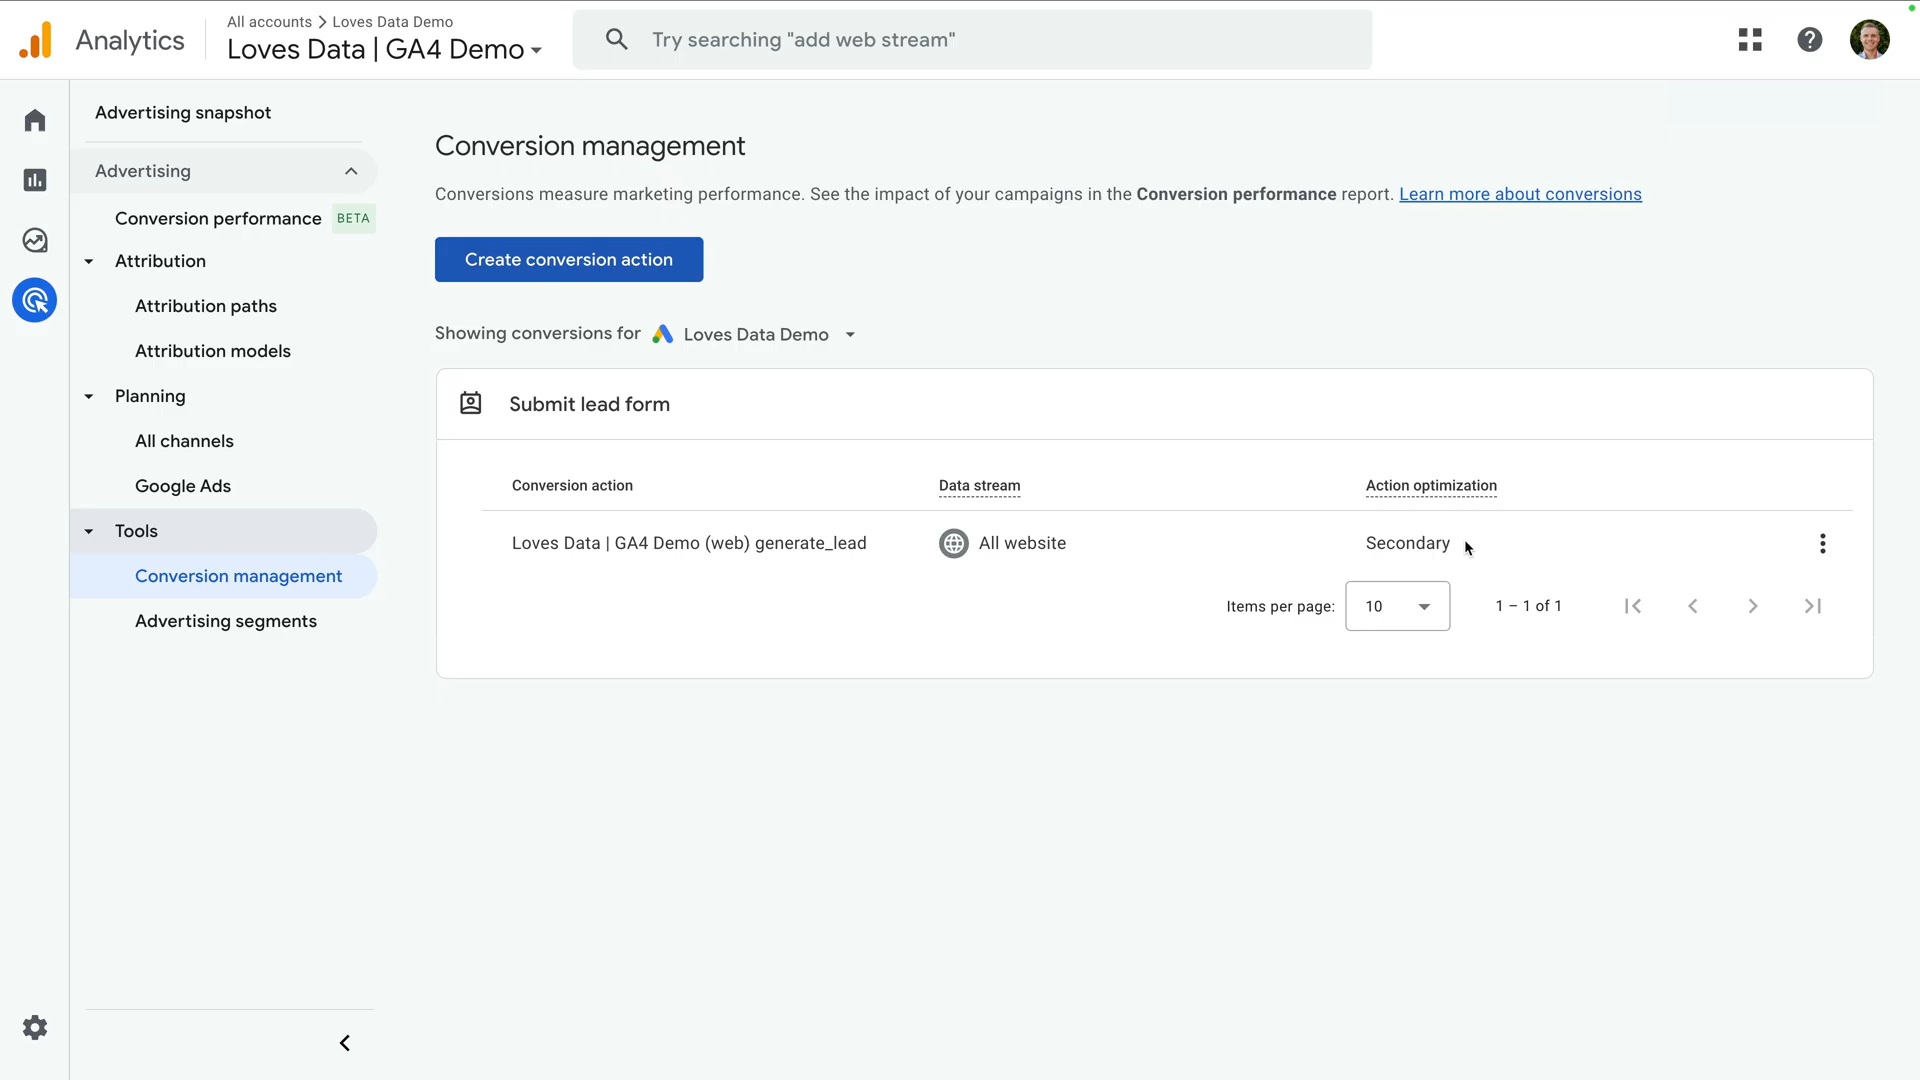 Analytics
All accounts > Loves Data Demo
Loves Data | GA4 Demo
Try searching "add web stream"
Advertising snapshot
Advertising
Conversion performance BETA
Attribution
Attribution paths
Attribution models
Planning
All channels
Google Ads
Tools
Conversion management
Advertising segments
Conversion management
Conversions measure marketing performance. See the impact of your campaigns in the Conversion performance report. Learn more about conversions
Create conversion action
Showing conversions for Loves Data Demo
Submit lead form
Conversion action Data stream Action optimization
Loves Data | GA4 Demo (web) generate_lead All website Secondary
Items per page: 10 1 – 1 of 1